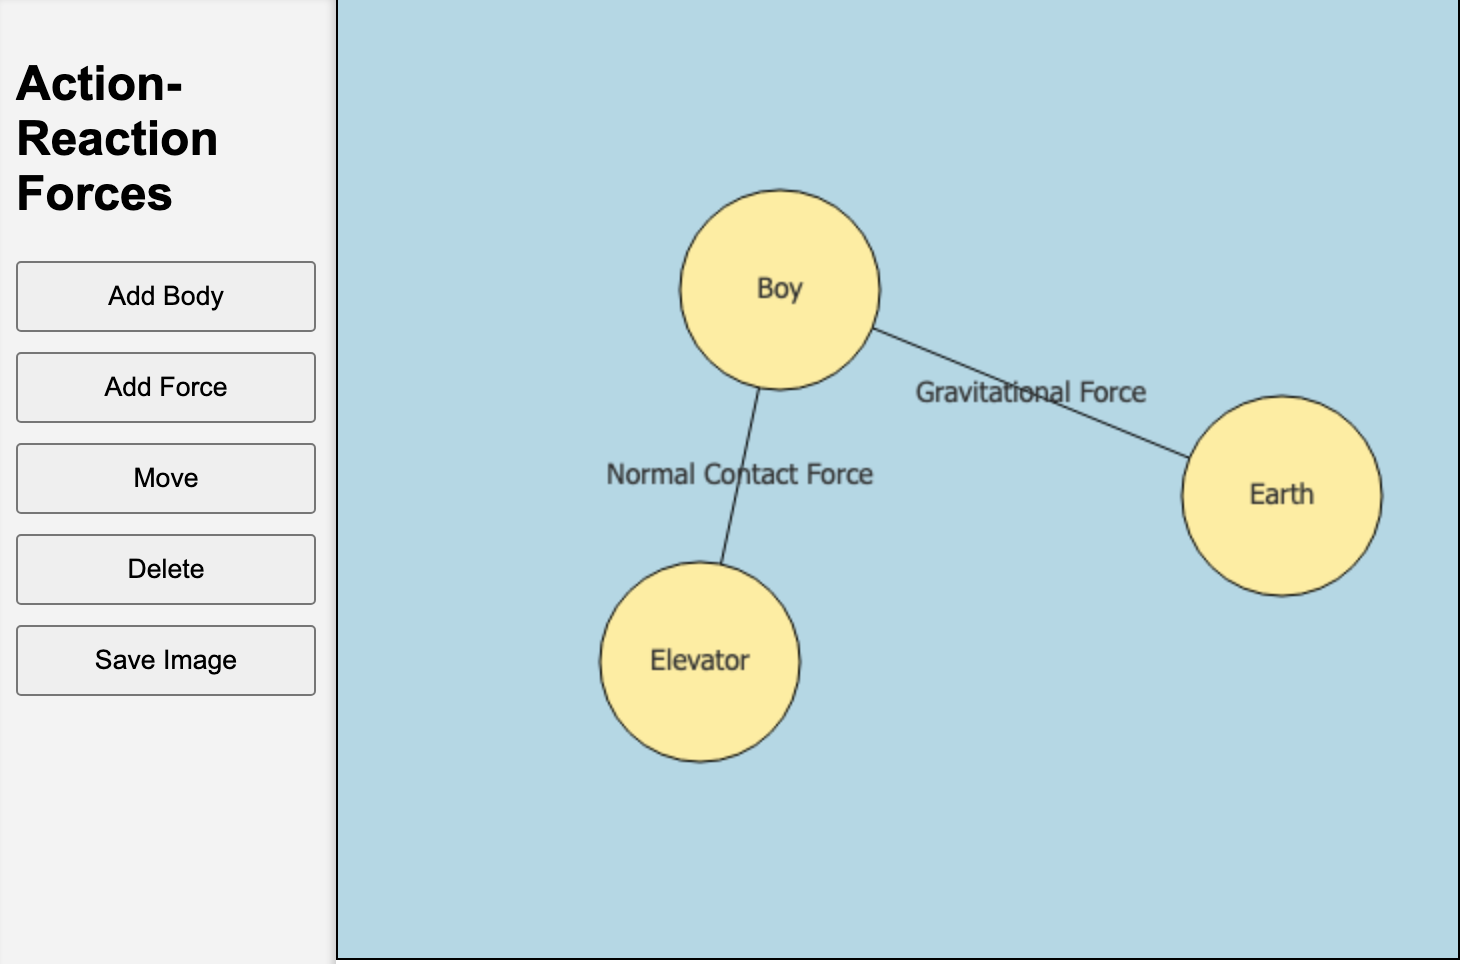 Action-
Reaction
Forces
Add Body
Add Force
Move
Delete
Save Image
Boy
Gravitational Force
Normal Contact Force
Earth
Elevator